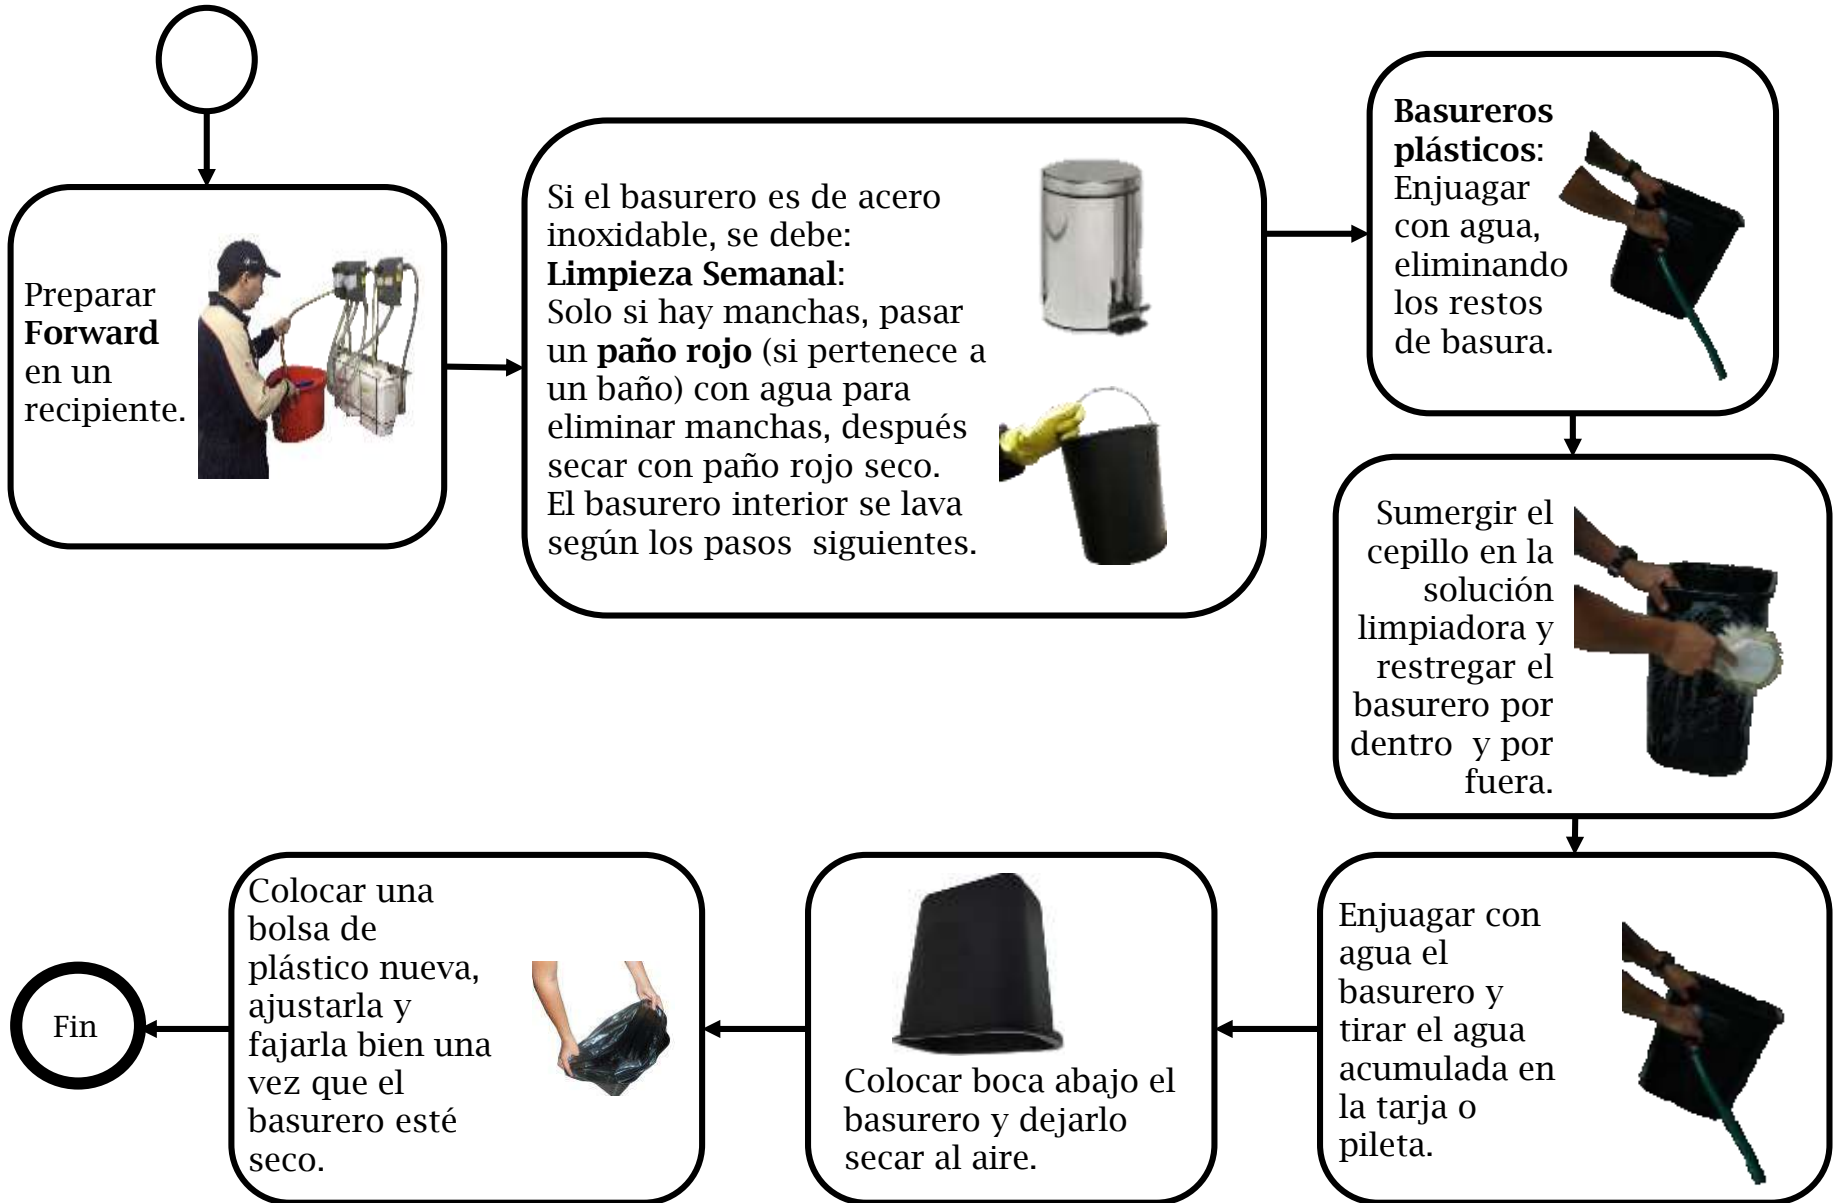 Preparar
Forward
en un
recipiente.
Si el basurero es de acero
inoxidable, se debe:
Limpieza Semanal:
Solo si hay manchas, pasar
un paño rojo (si pertenece a
un baño) con agua para
eliminar manchas, después
secar con paño rojo seco.
El basurero interior se lava
según los pasos siguientes.
Basureros
plásticos:
Enjuagar
con agua,
eliminando
los restos
de basura.
Sumergir el
cepillo en la
solución
limpiadora y
restregar el
basurero por
dentro y por
fuera.
Enjuagar con
agua el
basurero y
tirar el agua
acumulada en
la tarja o
pileta.
Colocar boca abajo el
basurero y dejarlo
secar al aire.
Colocar una
bolsa de
plástico nueva,
ajustarla y
fajarla bien una
vez que el
basurero esté
seco.
Fin